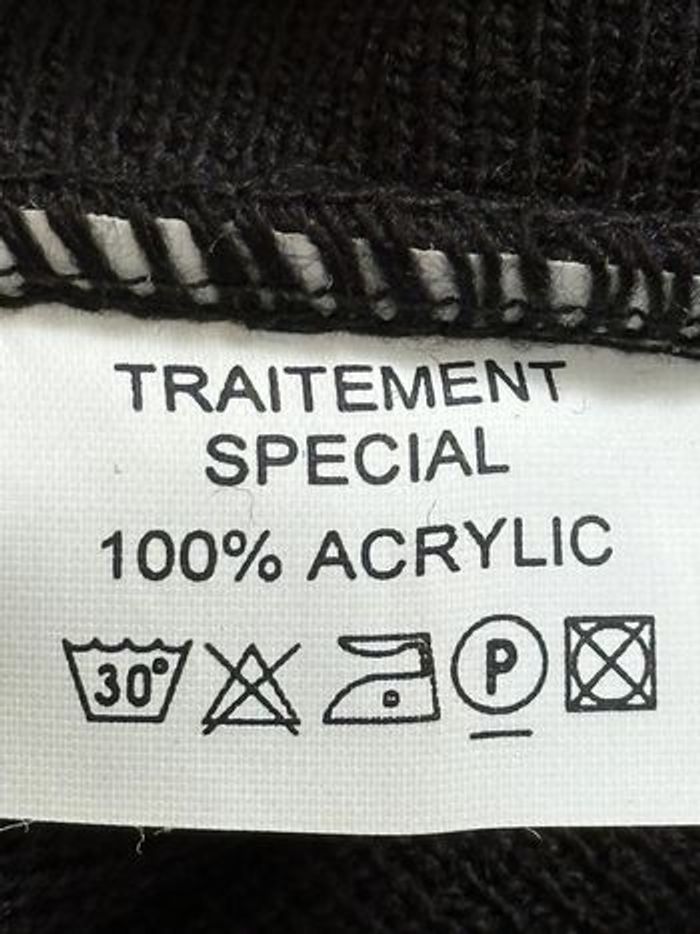 TRAITEMENT
SPECIAL
100% ACRYLIC
30° P